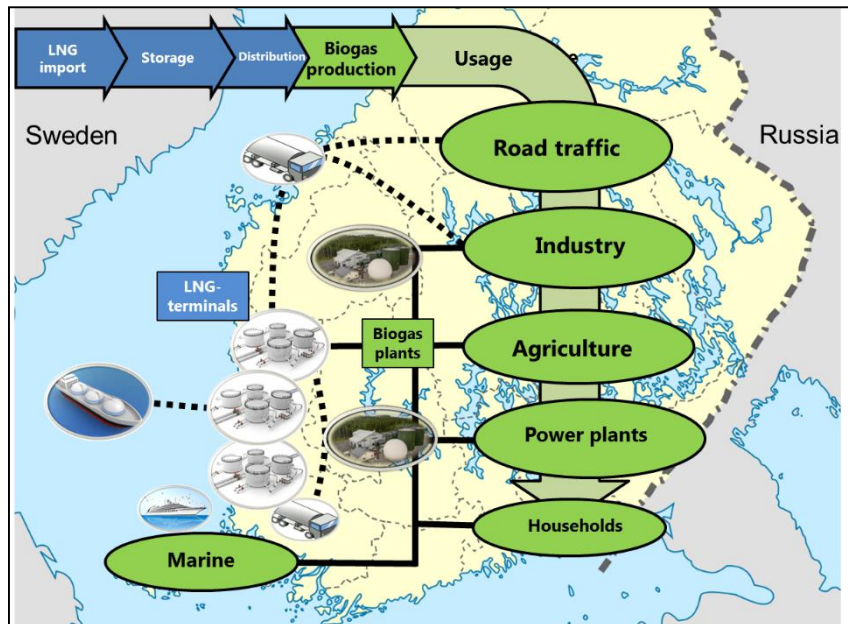 LNG
import
Storage
Distribution
Biogas
production
Usage
Sweden
Russia
Road traffic
Industry
LNG-
terminals
Biogas
plants
Agriculture
Power plants
Households
Marine